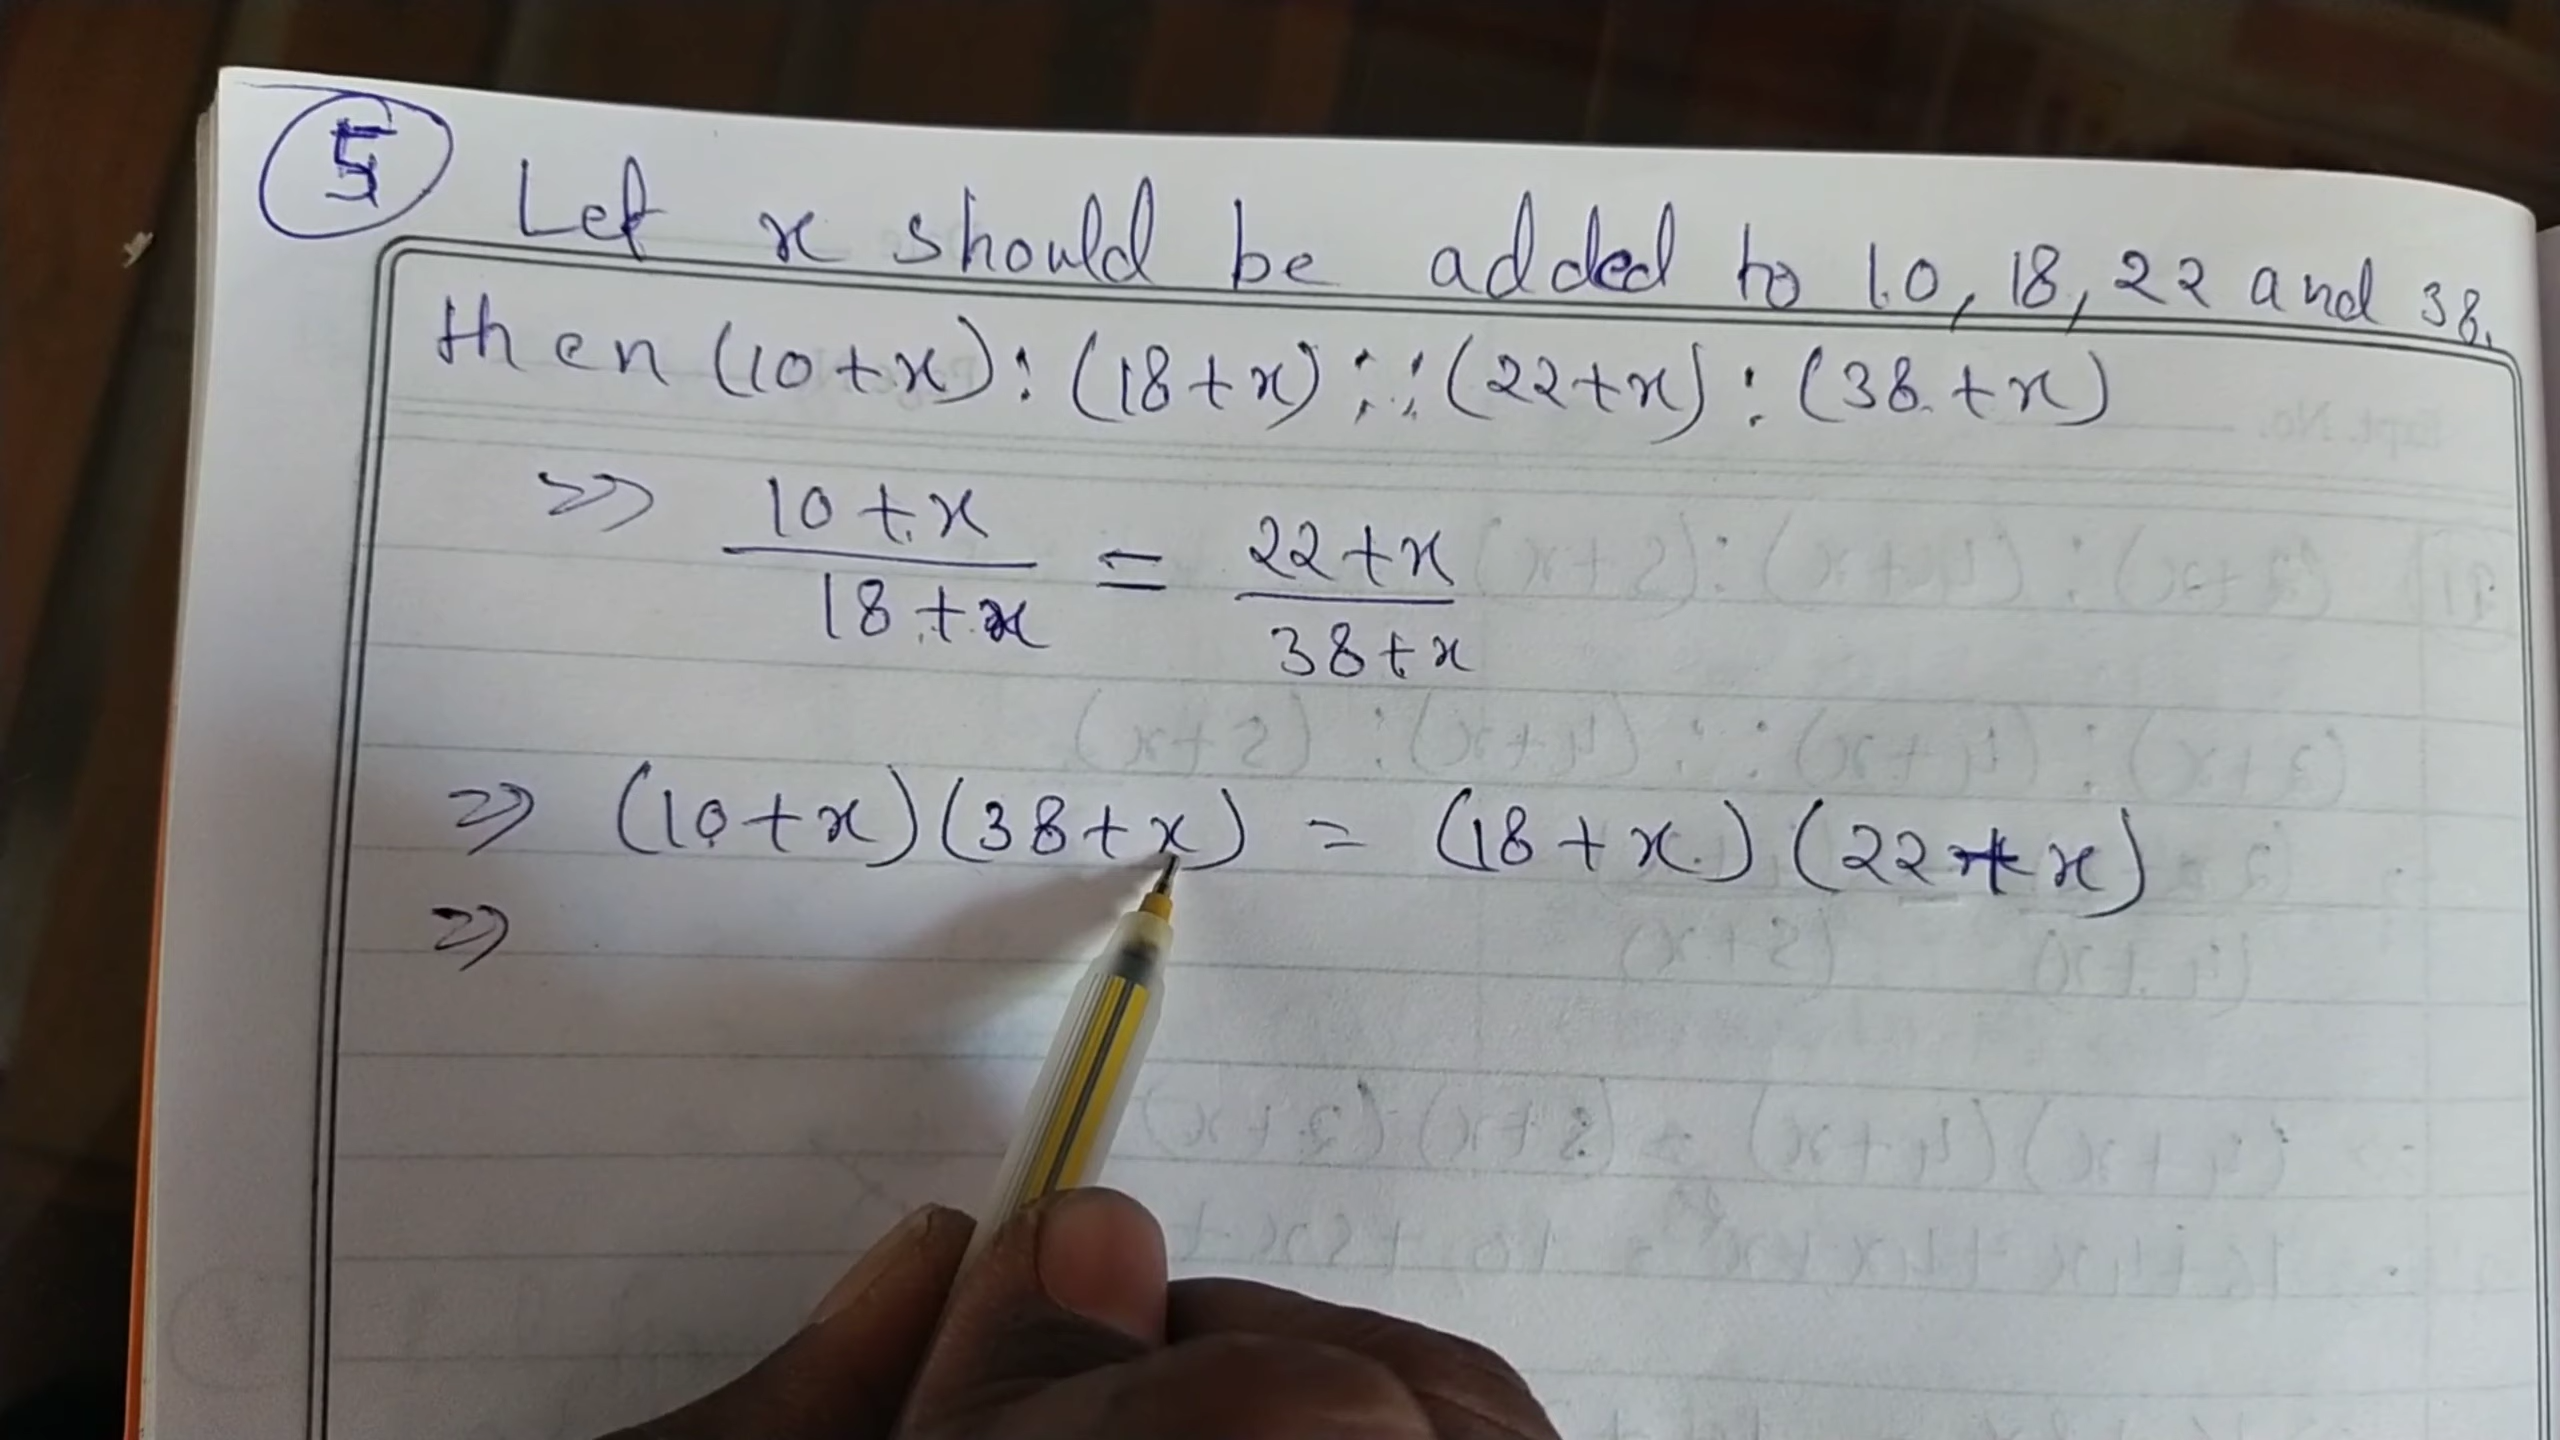 5 Let x should be added to 10, 18, 22 and 38.
then (10+x) : (18+x) :: (22+x) : (38+x)
⇒ 10+x / 18+x = 22+x / 38+x
⇒ (10+x)(38+x) = (18+x)(22+x)
⇒